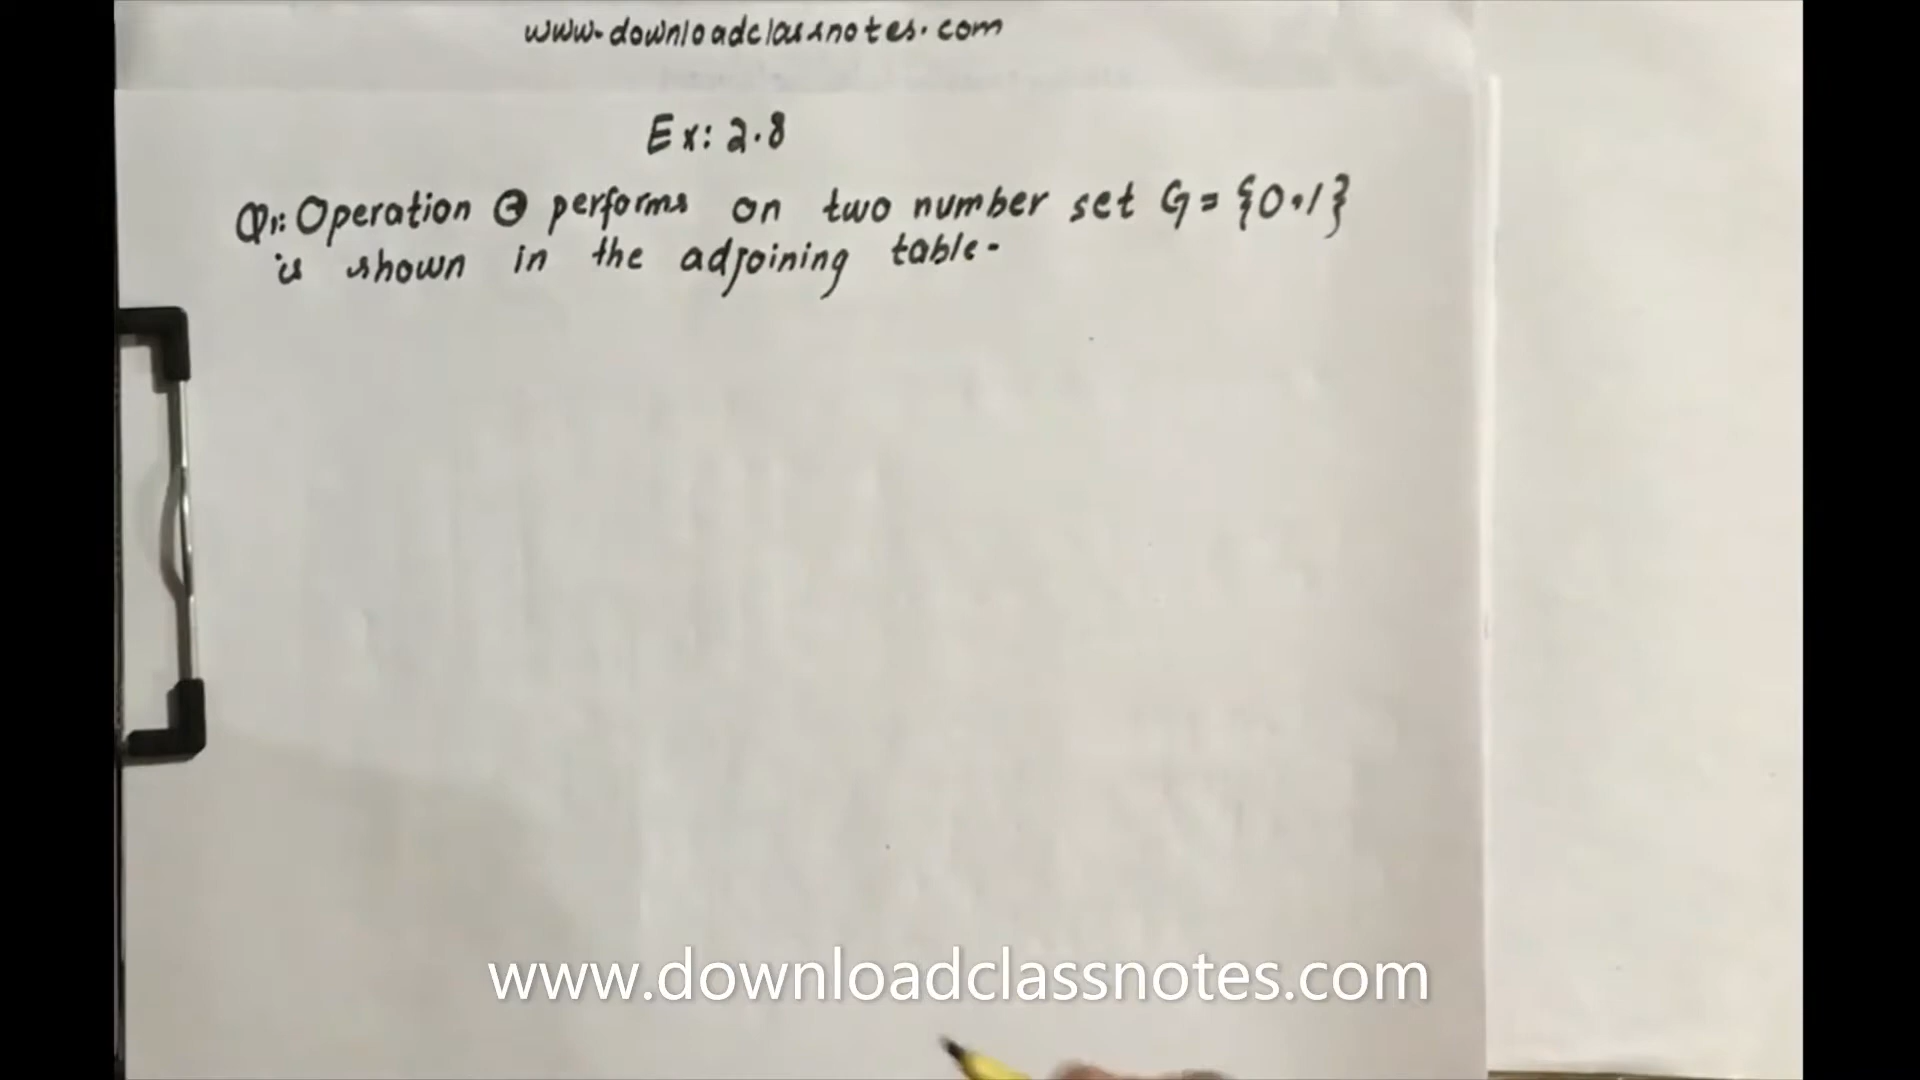 www.downloadclassnotes.com
Ex: 2.8
Q1: Operation ⊕ performs on two number set G = {0,1}
is shown in the adjoining table-
www.downloadclassnotes.com